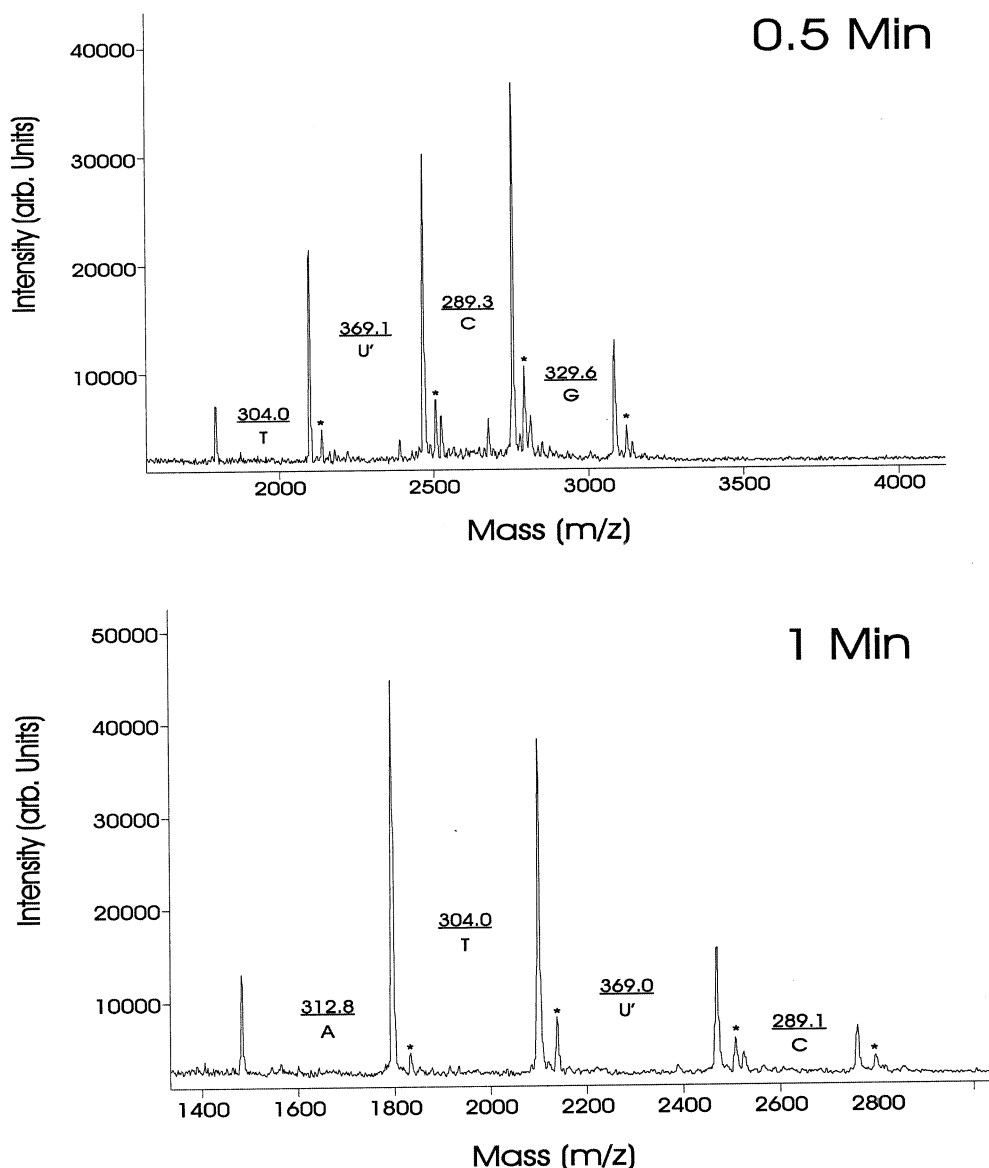 0.5 Min
Intensity (arb. Units)
40000
30000
20000
10000
304.0
T
*
369.1
U'
*
289.3
C
*
329.6
G
*
2000
2500
3000
3500
4000
Mass (m/z)
1 Min
Intensity (arb. Units)
50000
40000
30000
20000
10000
312.8
A
*
304.0
T
*
369.0
U'
*
289.1
C
*
1400
1600
1800
2000
2200
2400
2600
2800
Mass (m/z)